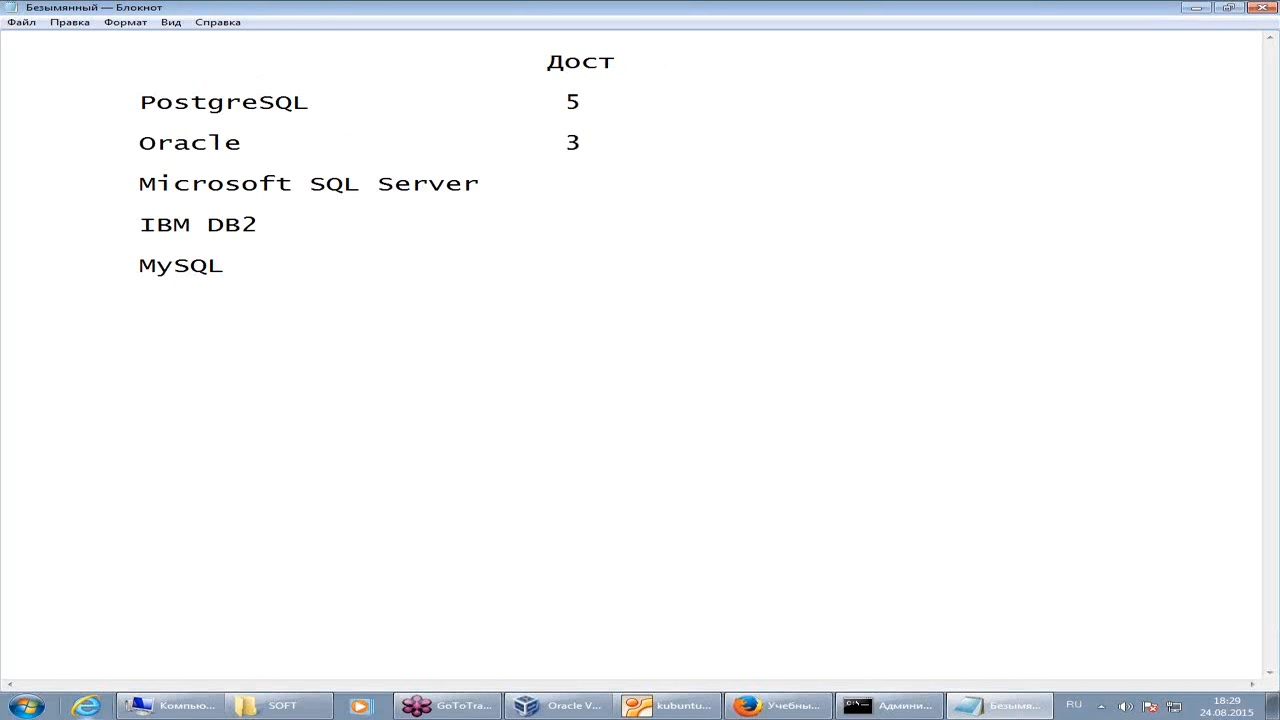 Безымянный — Блокнот
Файл Правка Формат Вид Справка
Дост
PostgreSQL 5
Oracle 3
Microsoft SQL Server
IBM DB2
MySQL
Компью... SOFT GoToTra... Oracle V... kubuntu... Учебны... Админи... Безымя... RU 18:29
24.08.2015